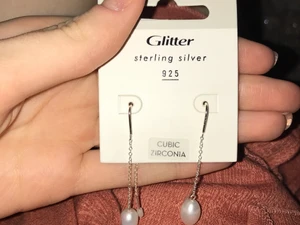 Glitter
sterling silver
925
CUBIC
ZIRCONIA